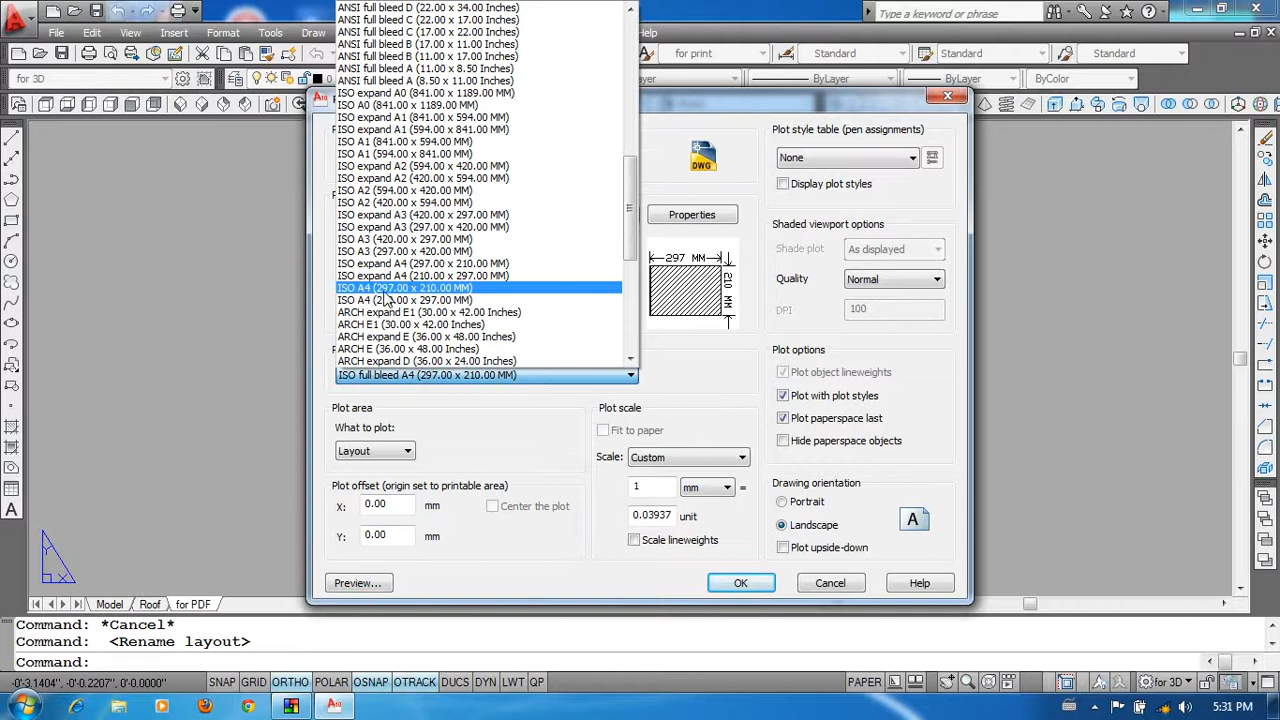 ANSI full bleed D (22.00 x 34.00 Inches)
Type a keyword or phrase
File Edit View Insert Format Tools Draw Help
for print Standard Standard Standard
for 3D 0 Layer ByLayer ByLayer ByColor
ANSI full bleed C (22.00 x 17.00 Inches)
ANSI full bleed C (17.00 x 22.00 Inches)
ANSI full bleed B (17.00 x 11.00 Inches)
ANSI full bleed B (11.00 x 17.00 Inches)
ANSI full bleed A (11.00 x 8.50 Inches)
ANSI full bleed A (8.50 x 11.00 Inches)
ISO expand A0 (841.00 x 1189.00 MM)
ISO A0 (841.00 x 1189.00 MM)
ISO expand A1 (841.00 x 594.00 MM)
ISO expand A1 (594.00 x 841.00 MM)
ISO A1 (841.00 x 594.00 MM)
ISO A1 (594.00 x 841.00 MM)
ISO expand A2 (594.00 x 420.00 MM)
ISO expand A2 (420.00 x 594.00 MM)
ISO A2 (594.00 x 420.00 MM)
ISO A2 (420.00 x 594.00 MM)
ISO expand A3 (420.00 x 297.00 MM)
ISO expand A3 (297.00 x 420.00 MM)
ISO A3 (420.00 x 297.00 MM)
ISO A3 (297.00 x 420.00 MM)
ISO expand A4 (297.00 x 210.00 MM)
ISO expand A4 (210.00 x 297.00 MM)
ISO A4 (297.00 x 210.00 MM)
ISO A4 (2 .00 x 297.00 MM)
ARCH expand E1 (30.00 x 42.00 Inches)
ARCH E1 (30.00 x 42.00 Inches)
ARCH expand E (36.00 x 48.00 Inches)
ARCH E (36.00 x 48.00 Inches)
ARCH expand D (36.00 x 24.00 Inches)
ISO full bleed A4 (297.00 x 210.00 MM)
DWG
Properties
297 MM
210 MM
Plot style table (pen assignments)
None
Display plot styles
Shaded viewport options
Shade plot As displayed
Quality Normal
DPI 100
Plot options
Plot object lineweights
Plot with plot styles
Plot paperspace last
Hide paperspace objects
Plot area
What to plot:
Layout
Plot offset (origin set to printable area)
X: 0.00 mm Center the plot
Y: 0.00 mm
Plot scale
Fit to paper
Scale: Custom
1 mm =
0.03937 unit
Scale lineweights
Drawing orientation
Portrait
Landscape
Plot upside-down
A
Preview... OK Cancel Help
Y
X
Model Roof for PDF
Command: *Cancel*
Command: <Rename layout>
Command:
-0'-3.1404", -0'-0.2207", 0'-0.0000" SNAP GRID ORTHO POLAR OSNAP OTRACK DUCS DYN LWT QP PAPER for 3D
5:31 PM